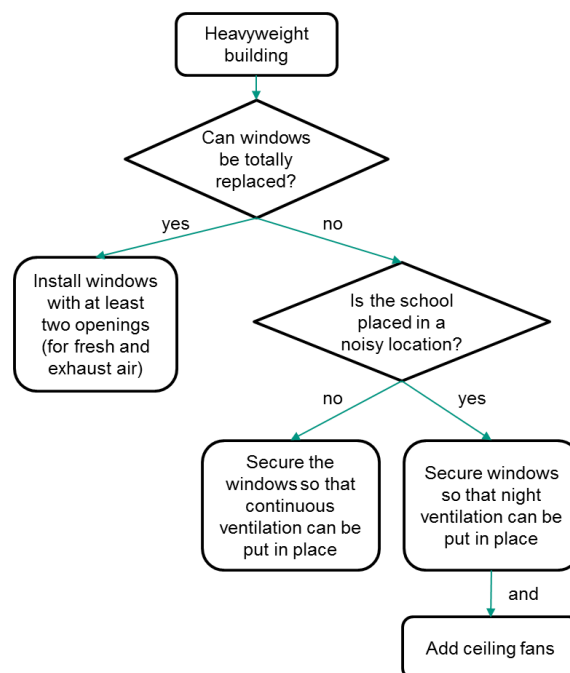 Heavyweight
building
Can windows
be totally
replaced?
yes
no
Install windows
with at least
two openings
(for fresh and
exhaust air)
Is the school
placed in a
noisy location?
no
yes
Secure the
windows so that
continuous
ventilation can be
put in place
Secure windows
so that night
ventilation can be
put in place
and
Add ceiling fans